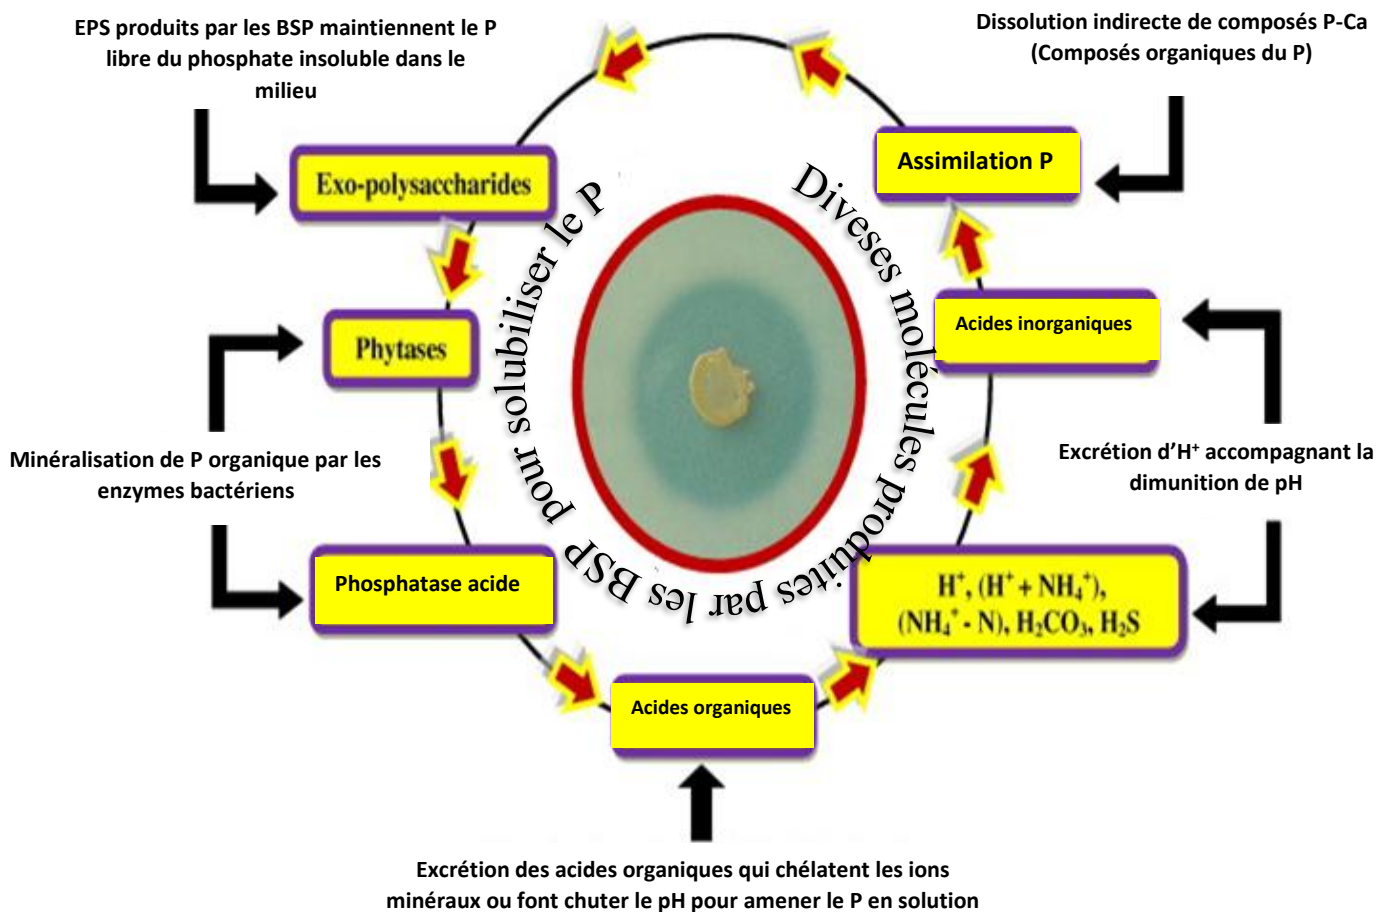 EPS produits par les BSP maintiennent le P
libre du phosphate insoluble dans le
milieu
Dissolution indirecte de composés P-Ca
(Composés organiques du P)
Exo-polysaccharides
Assimilation P
Diveses molécules produites par les BSP pour solubiliser le P
Phytases
Acides inorganiques
Minéralisation de P organique par les
enzymes bactériens
Excrétion d’H⁺ accompagnant la
dimunition de pH
Phosphatase acide
H⁺, (H⁺ + NH₄⁺),
(NH₄⁺ - N), H₂CO₃, H₂S
Acides organiques
Excrétion des acides organiques qui chélatent les ions
minéraux ou font chuter le pH pour amener le P en solution